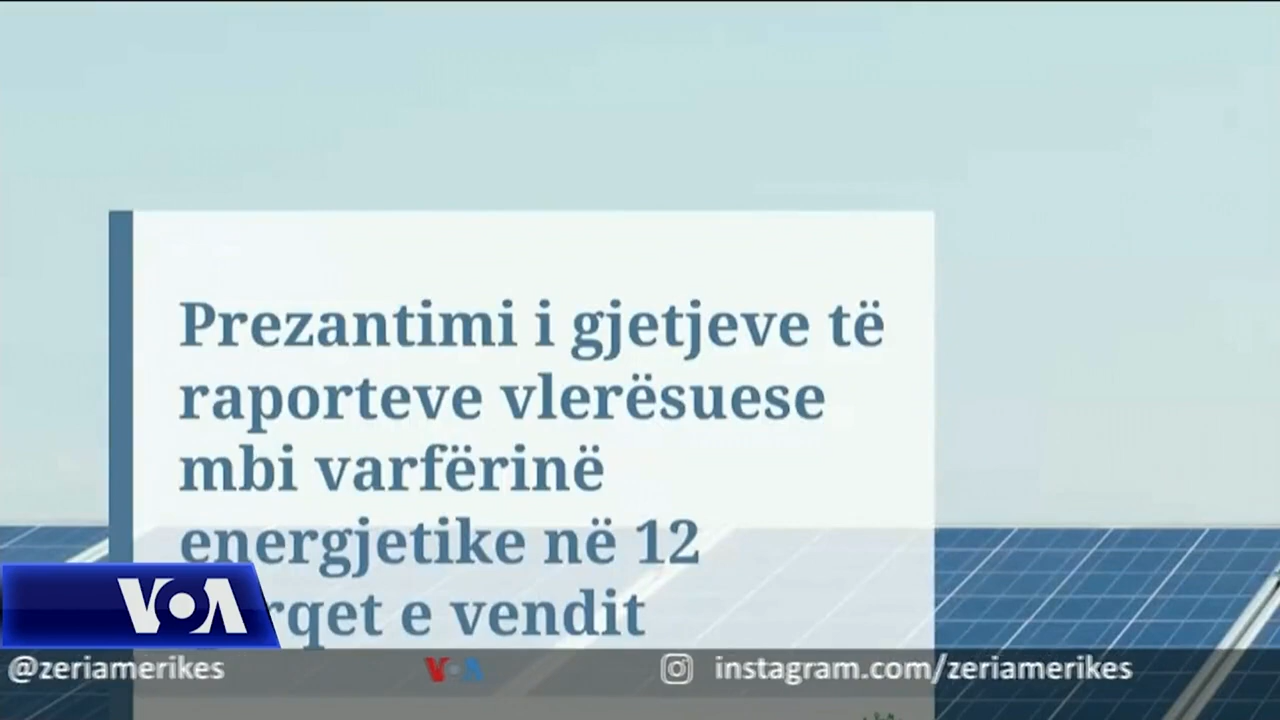 Prezantimi i gjetjeve të
raporteve vlerësuese
mbi varfërinë
energjetike në 12
e vendit
VOA
@zeriamerikes
VOA
instagram.com/zeriamerikes